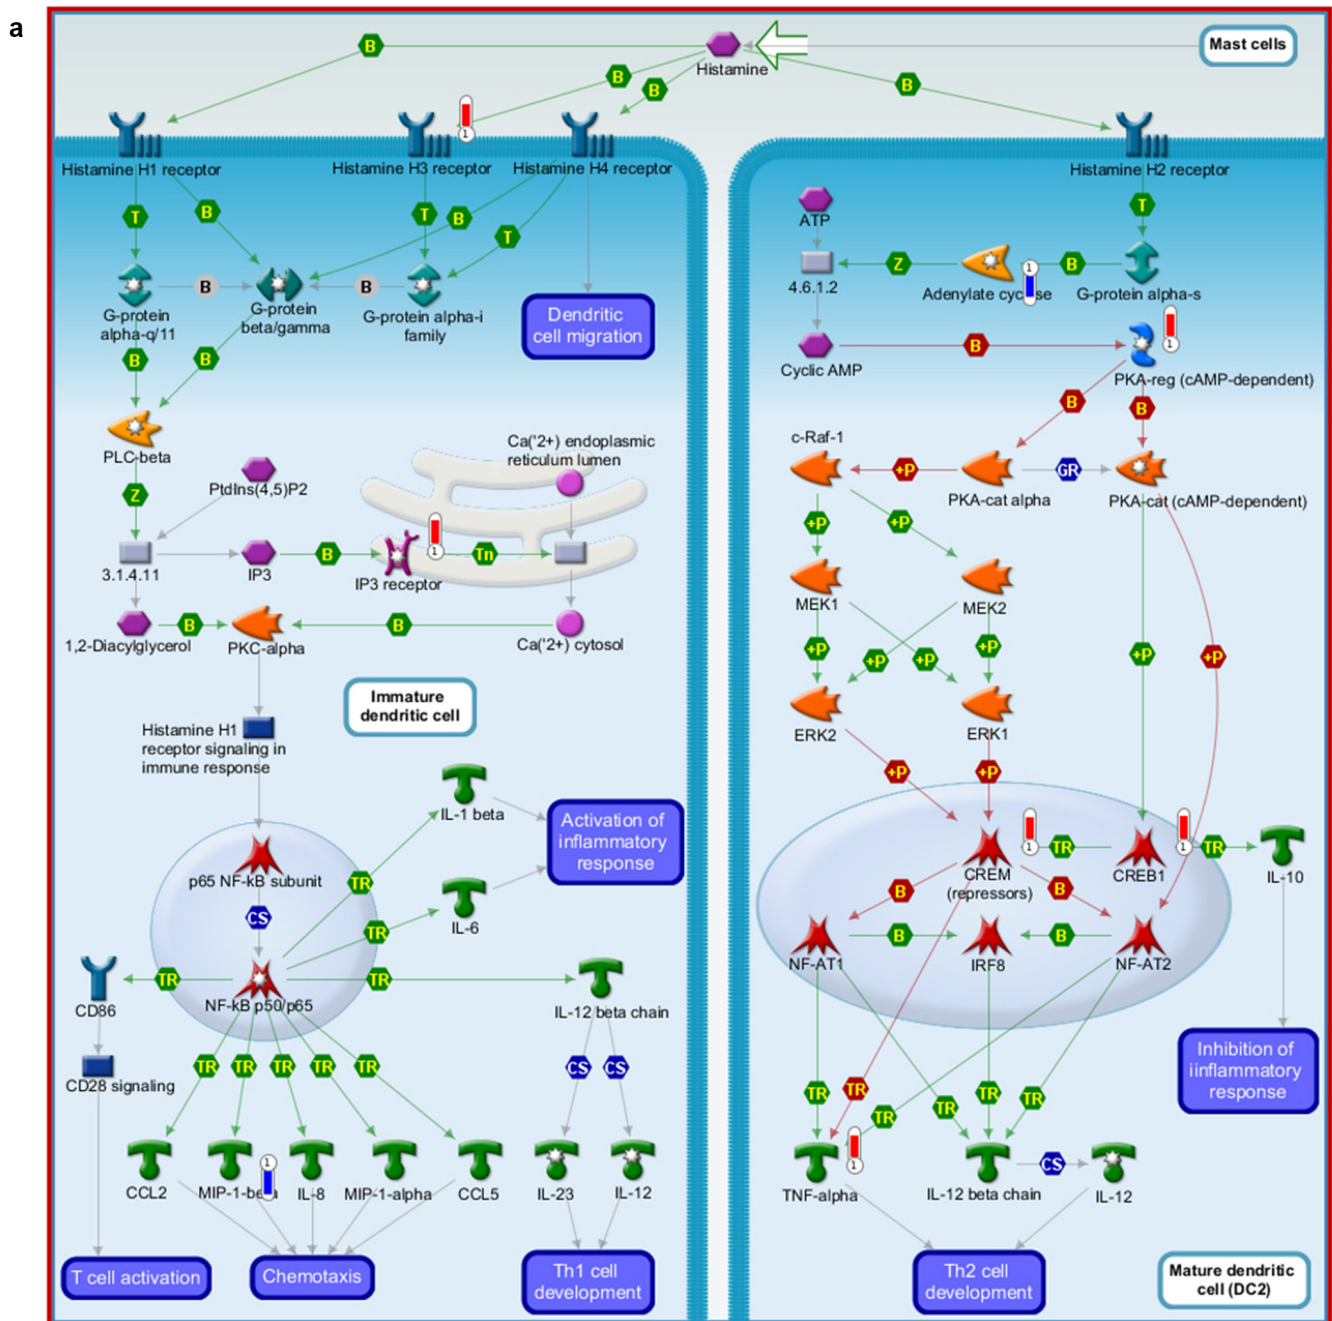 a
Mast cells
Histamine
B
B
B
B
1
Histamine H1 receptor
Histamine H3 receptor
Histamine H4 receptor
Histamine H2 receptor
T
B
T
B
T
T
ATP
4.6.1.2
Z
Adenylate cyclase
1
B
G-protein alpha-s
G-protein
alpha-q/11
B
G-protein
beta/gamma
B
G-protein alpha-i
family
Dendritic
cell migration
B
B
Cyclic AMP
B
1
PKA-reg (cAMP-dependent)
B
B
PLC-beta
c-Raf-1
+P
PKA-cat alpha
GR
PKA-cat (cAMP-dependent)
Z
PtdIns(4,5)P2
Ca('2+) endoplasmic
reticulum lumen
3.1.4.11
IP3
B
IP3 receptor
1
Tn
+P
+P
MEK1
MEK2
1,2-Diacylglycerol
B
PKC-alpha
B
Ca('2+) cytosol
+P
+P
+P
+P
+P
+P
Immature
dendritic cell
ERK2
ERK1
Histamine H1
receptor signaling in
immune response
+P
+P
IL-1 beta
Activation of
inflammatory
response
p65 NF-kB subunit
TR
CS
IL-6
TR
CREM
(repressors)
1
TR
CREB1
1
TR
IL-10
B
B
NF-AT1
B
IRF8
B
NF-AT2
CD86
TR
NF-kB p50/p65
TR
IL-12 beta chain
CD28 signaling
TR
TR
TR
TR
TR
CS
CS
Inhibition of
iinflammatory
response
TR
TR
TR
TR
TR
TR
CCL2
MIP-1-beta
1
IL-8
MIP-1-alpha
CCL5
IL-23
IL-12
TNF-alpha
1
IL-12 beta chain
CS
IL-12
T cell activation
Chemotaxis
Th1 cell
development
Th2 cell
development
Mature dendritic
cell (DC2)